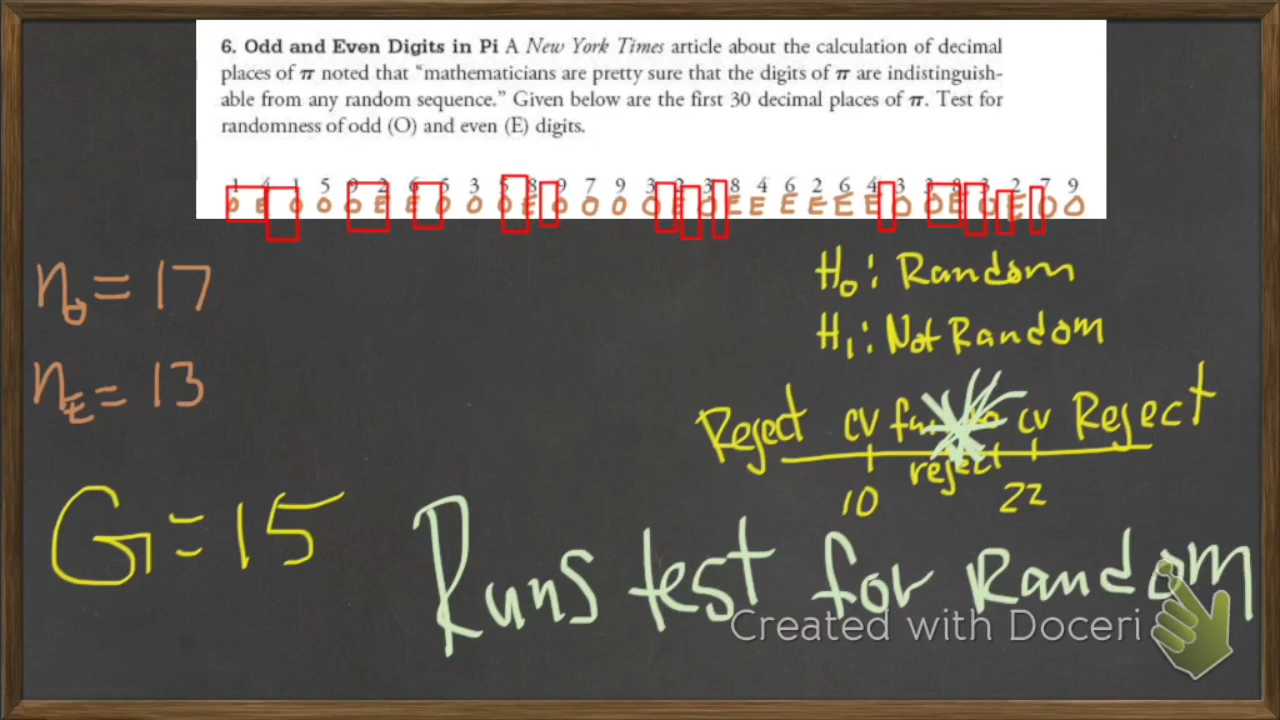 6. Odd and Even Digits in Pi A New York Times article about the calculation of decimal
places of π noted that “mathematicians are pretty sure that the digits of π are indistinguish-
able from any random sequence.” Given below are the first 30 decimal places of π. Test for
randomness of odd (O) and even (E) digits.
1 4 1 5 9 2 6 5 3 5 8 9 7 9 3 2 3 8 4 6 2 6 4 3 3 8 3 2 7 9
O E O O O E E O O O E O O O O E O E E E E E E O O E O E O O
n₀ = 17
H₀ : Random
H₁ : Not Random
nE = 13
Reject CV CV Reject
reject
10 22
G = 15
Runs test for Random
Created with Doceri